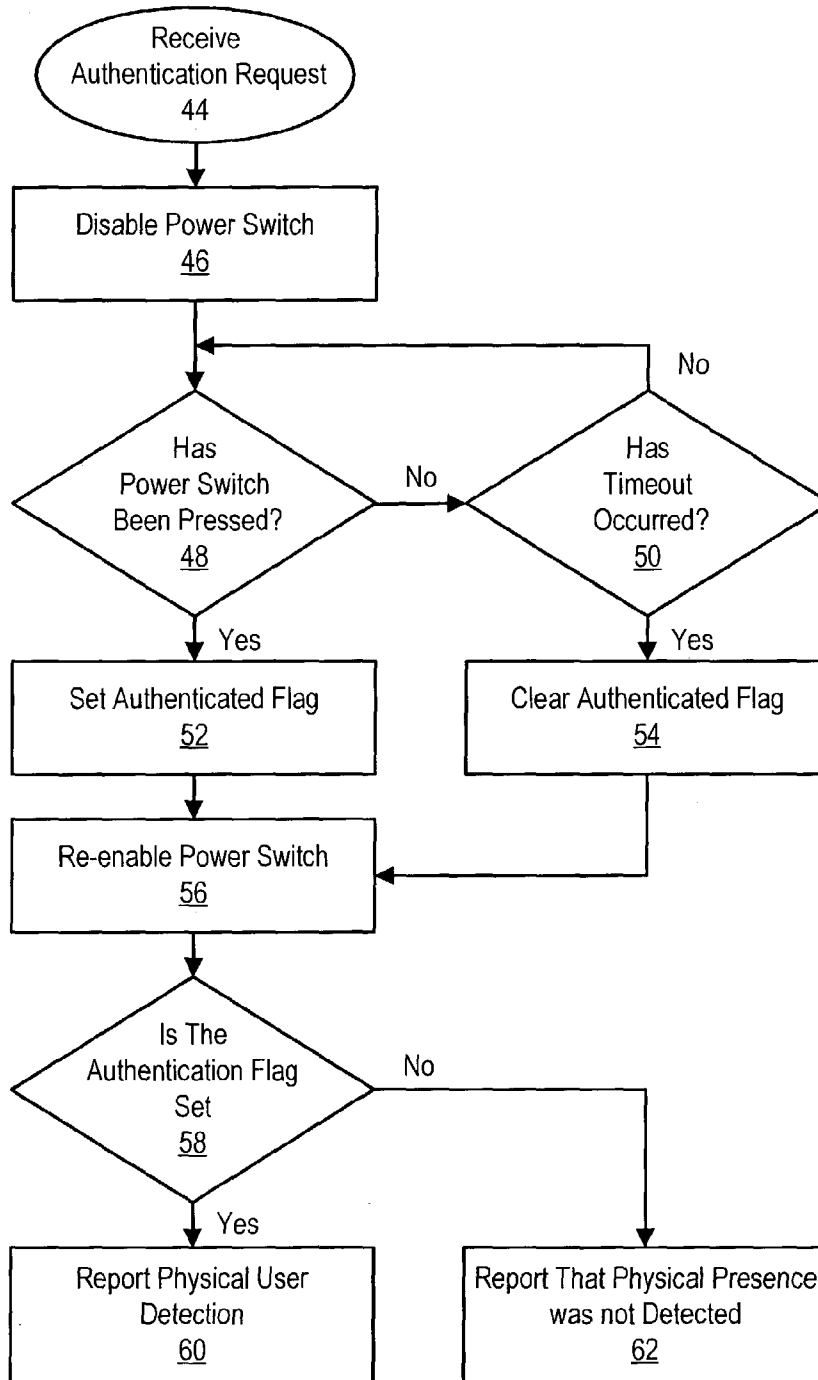 Receive
Authentication Request
44
Disable Power Switch
46
No
Has
Power Switch
Been Pressed?
48
No
Has
Timeout
Occurred?
50
Yes
Yes
Set Authenticated Flag
52
Clear Authenticated Flag
54
Re-enable Power Switch
56
Is The
Authentication Flag
Set
58
No
Yes
Report Physical User
Detection
60
Report That Physical Presence
was not Detected
62